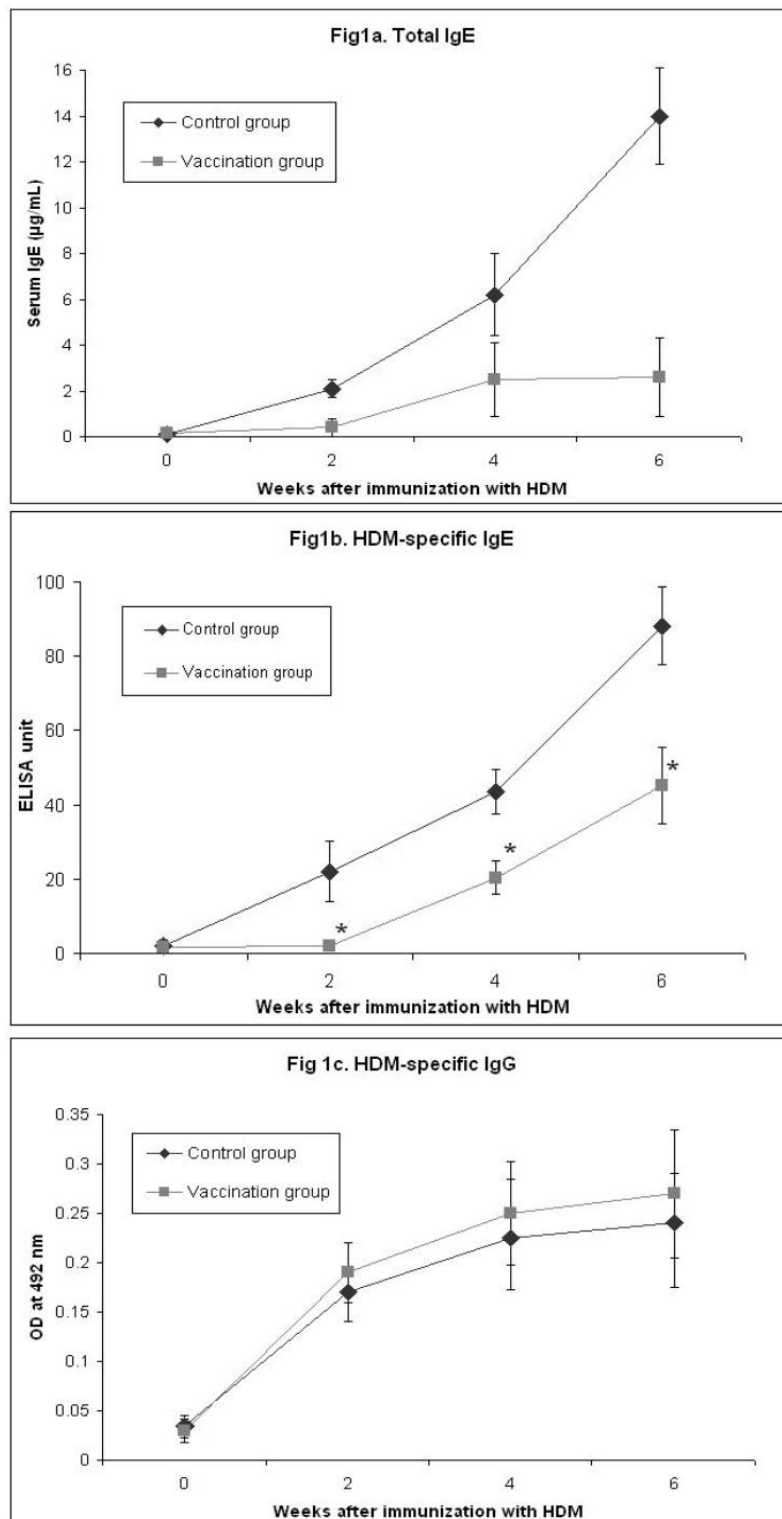 Fig1a. Total IgE
16
14
12
10
8
6
4
2
0
Serum IgE (µg/mL)
Control group
Vaccination group
0 2 4 6
Weeks after immunization with HDM
Fig1b. HDM-specific IgE
100
80
60
40
20
0
ELISA unit
Control group
Vaccination group
*
*
*
0 2 4 6
Weeks after immunization with HDM
Fig 1c. HDM-specific IgG
0.35
0.3
0.25
0.2
0.15
0.1
0.05
0
OD at 492 nm
Control group
Vaccination group
0 2 4 6
Weeks after immunization with HDM